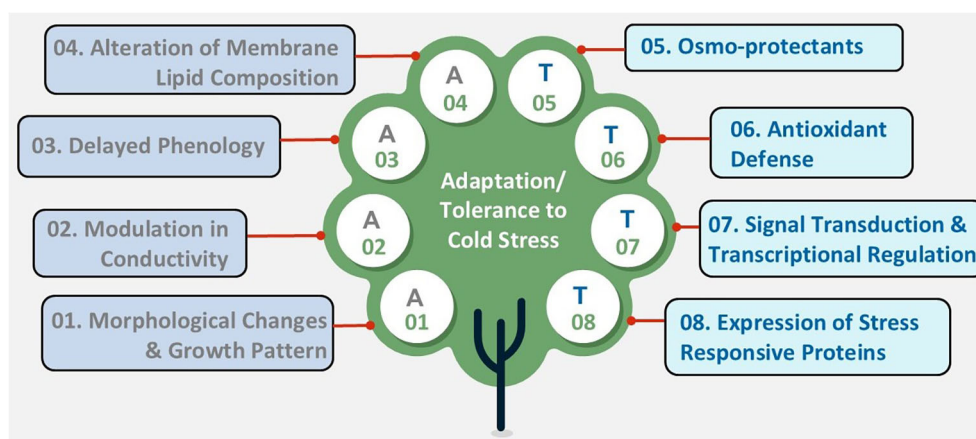 04. Alteration of Membrane
Lipid Composition
03. Delayed Phenology
02. Modulation in
Conductivity
01. Morphological Changes
& Growth Pattern
A
04
A
03
A
02
A
01
Adaptation/
Tolerance to
Cold Stress
T
05
T
06
T
07
T
08
05. Osmo-protectants
06. Antioxidant
Defense
07. Signal Transduction &
Transcriptional Regulation
08. Expression of Stress
Responsive Proteins